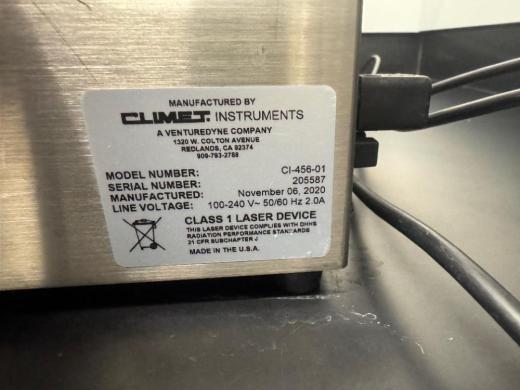 MANUFACTURED BY
CLIMET INSTRUMENTS
A VENTUREDYNE COMPANY
1320 W. COLTON AVENUE
REDLANDS, CA 92374
909-793-2788
MODEL NUMBER: CI-456-01
SERIAL NUMBER: 205587
MANUFACTURED: November 06, 2020
LINE VOLTAGE: 100-240 V~ 50/60 Hz 2.0A
CLASS 1 LASER DEVICE
THIS LASER DEVICE COMPLIES WITH DHHS
RADIATION PERFORMANCE STANDARDS
21 CFR SUBCHAPTER J
MADE IN THE U.S.A.